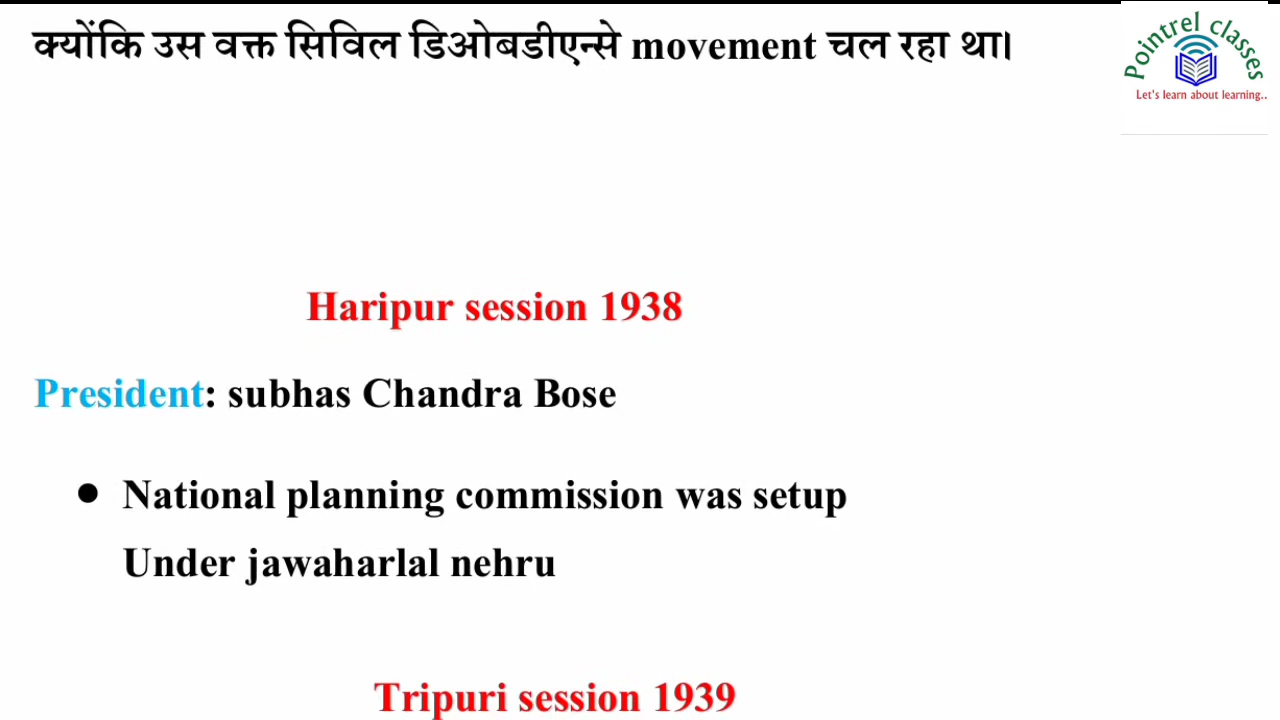 क्योंकि उस वक्त सिविल डिओबडीएन्से movement चल रहा था।
Pointrel classes
Let's learn about learning..
Haripur session 1938
President: subhas Chandra Bose
● National planning commission was setup
Under jawaharlal nehru
Tripuri session 1939